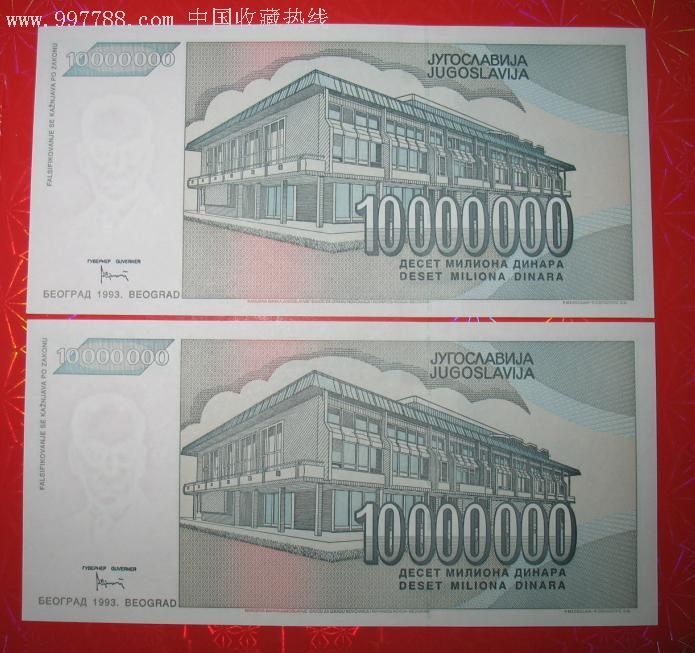 www.997788.com 中国收藏热线
10000000
ЈУГОСЛАВИЈА
JUGOSLAVIJA
FALSIFIKOVANJE SE KAŽNJAVA PO ZAKONU
10000000
ДЕСЕТ МИЛИОНА ДИНАРА
DESET MILIONA DINARA
ГУВЕРНЕР GUVERNER
БЕОГРАД 1993. BEOGRAD
10000000
ЈУГОСЛАВИЈА
JUGOSLAVIJA
FALSIFIKOVANJE SE KAŽNJAVA PO ZAKONU
10000000
ДЕСЕТ МИЛИОНА ДИНАРА
DESET MILIONA DINARA
ГУВЕРНЕР GUVERNER
БЕОГРАД 1993. BEOGRAD